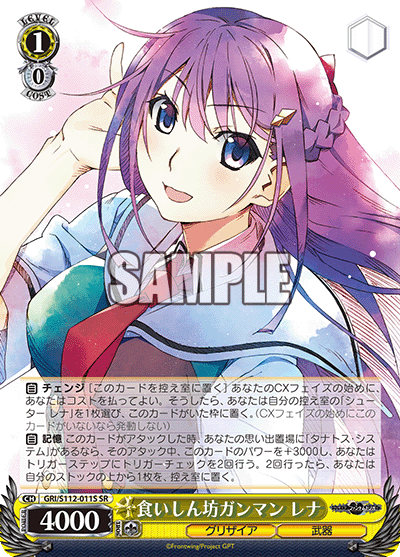 LEVEL
1
0
COST
SAMPLE
自 チェンジ [このカードを控え室に置く] あなたのCXフェイズの始めに、
あなたはコストを払ってよい。そうしたら、あなたは自分の控え室の「シュー
ター レナ」を1枚選び、このカードがいた枠に置く。(CXフェイズの始めにこの
カードがいないなら発動しない)
自 記憶 このカードがアタックした時、あなたの思い出置場に「タナトス・シス
テム」があるなら、そのアタック中、このカードのパワーを+3000し、あなたは
トリガーステップにトリガーチェックを2回行う。2回行ったら、あなたは自
分のストックの上から1枚を、控え室に置く。
CH GRI/S112-011S SR
食いしん坊ガンマン レナ
POWER
4000
グリザイア
武器
©Frontwing/Project GPT